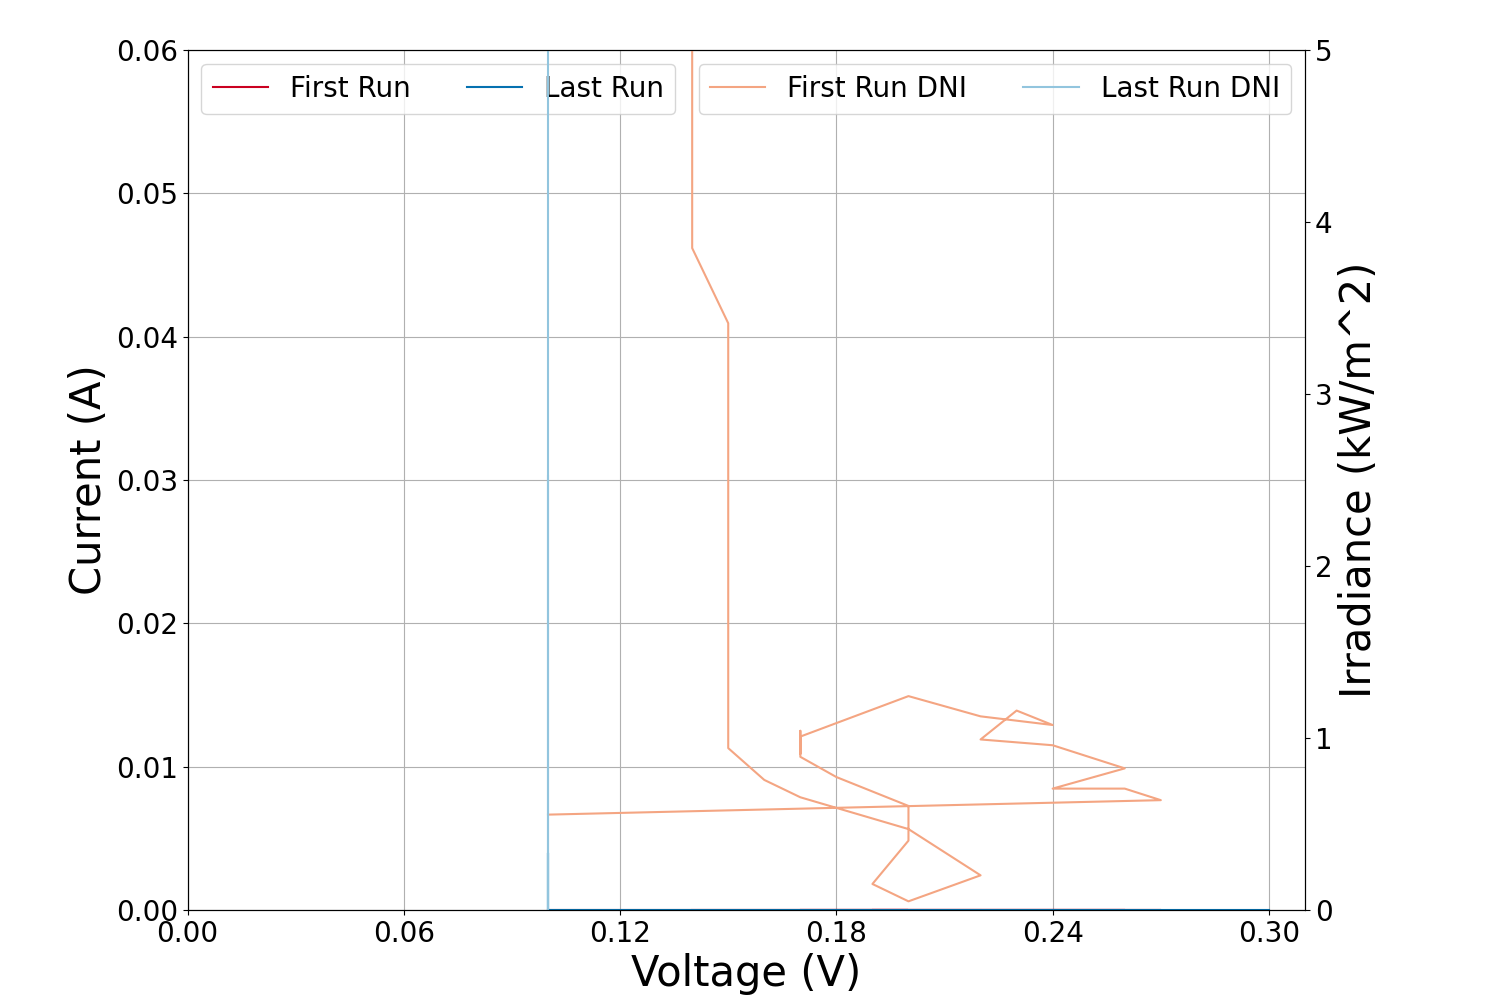 First Run
Last Run
First Run DNI
Last Run DNI
0.06
0.05
0.04
0.03
0.02
0.01
0.00
Current (A)
5
4
3
2
1
0
Irradiance (kW/m^2)
0.00 0.06 0.12 0.18 0.24 0.30
Voltage (V)